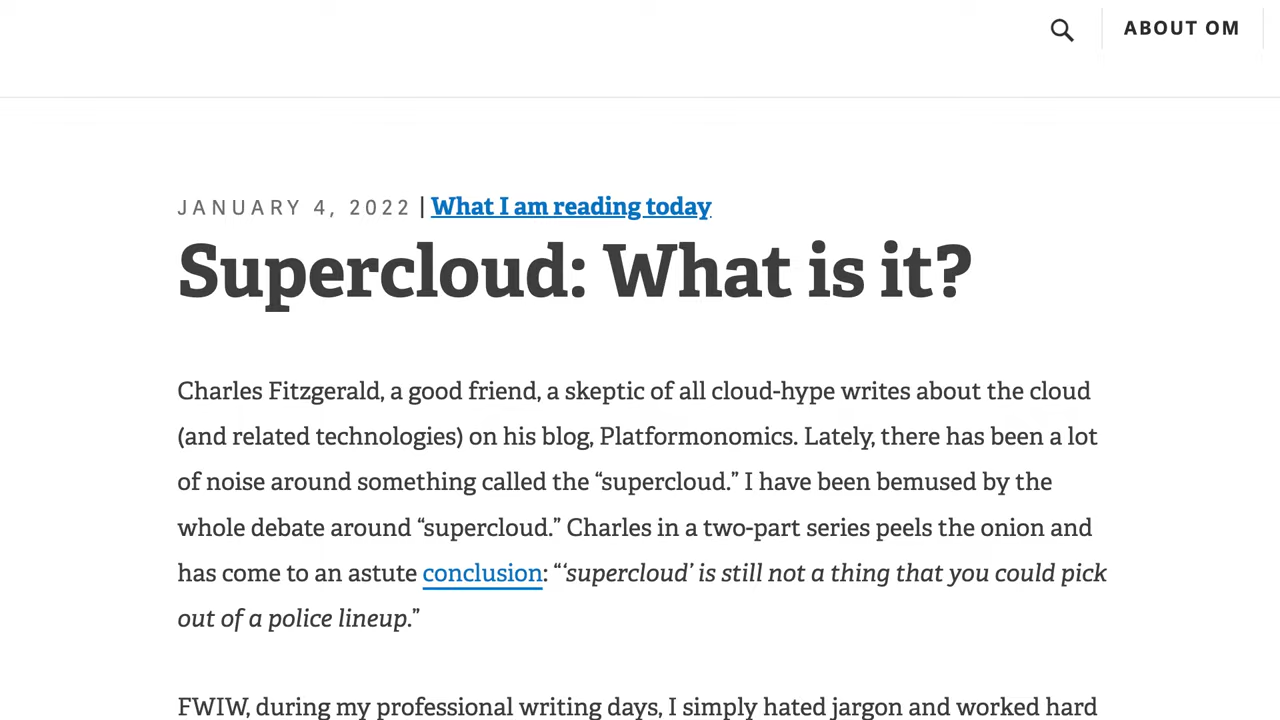 ABOUT OM
JANUARY 4, 2022 | What I am reading today
Supercloud: What is it?
Charles Fitzgerald, a good friend, a skeptic of all cloud-hype writes about the cloud
(and related technologies) on his blog, Platformonomics. Lately, there has been a lot
of noise around something called the “supercloud.” I have been bemused by the
whole debate around “supercloud.” Charles in a two-part series peels the onion and
has come to an astute conclusion: “‘supercloud’ is still not a thing that you could pick
out of a police lineup.”
FWIW, during my professional writing days, I simply hated jargon and worked hard